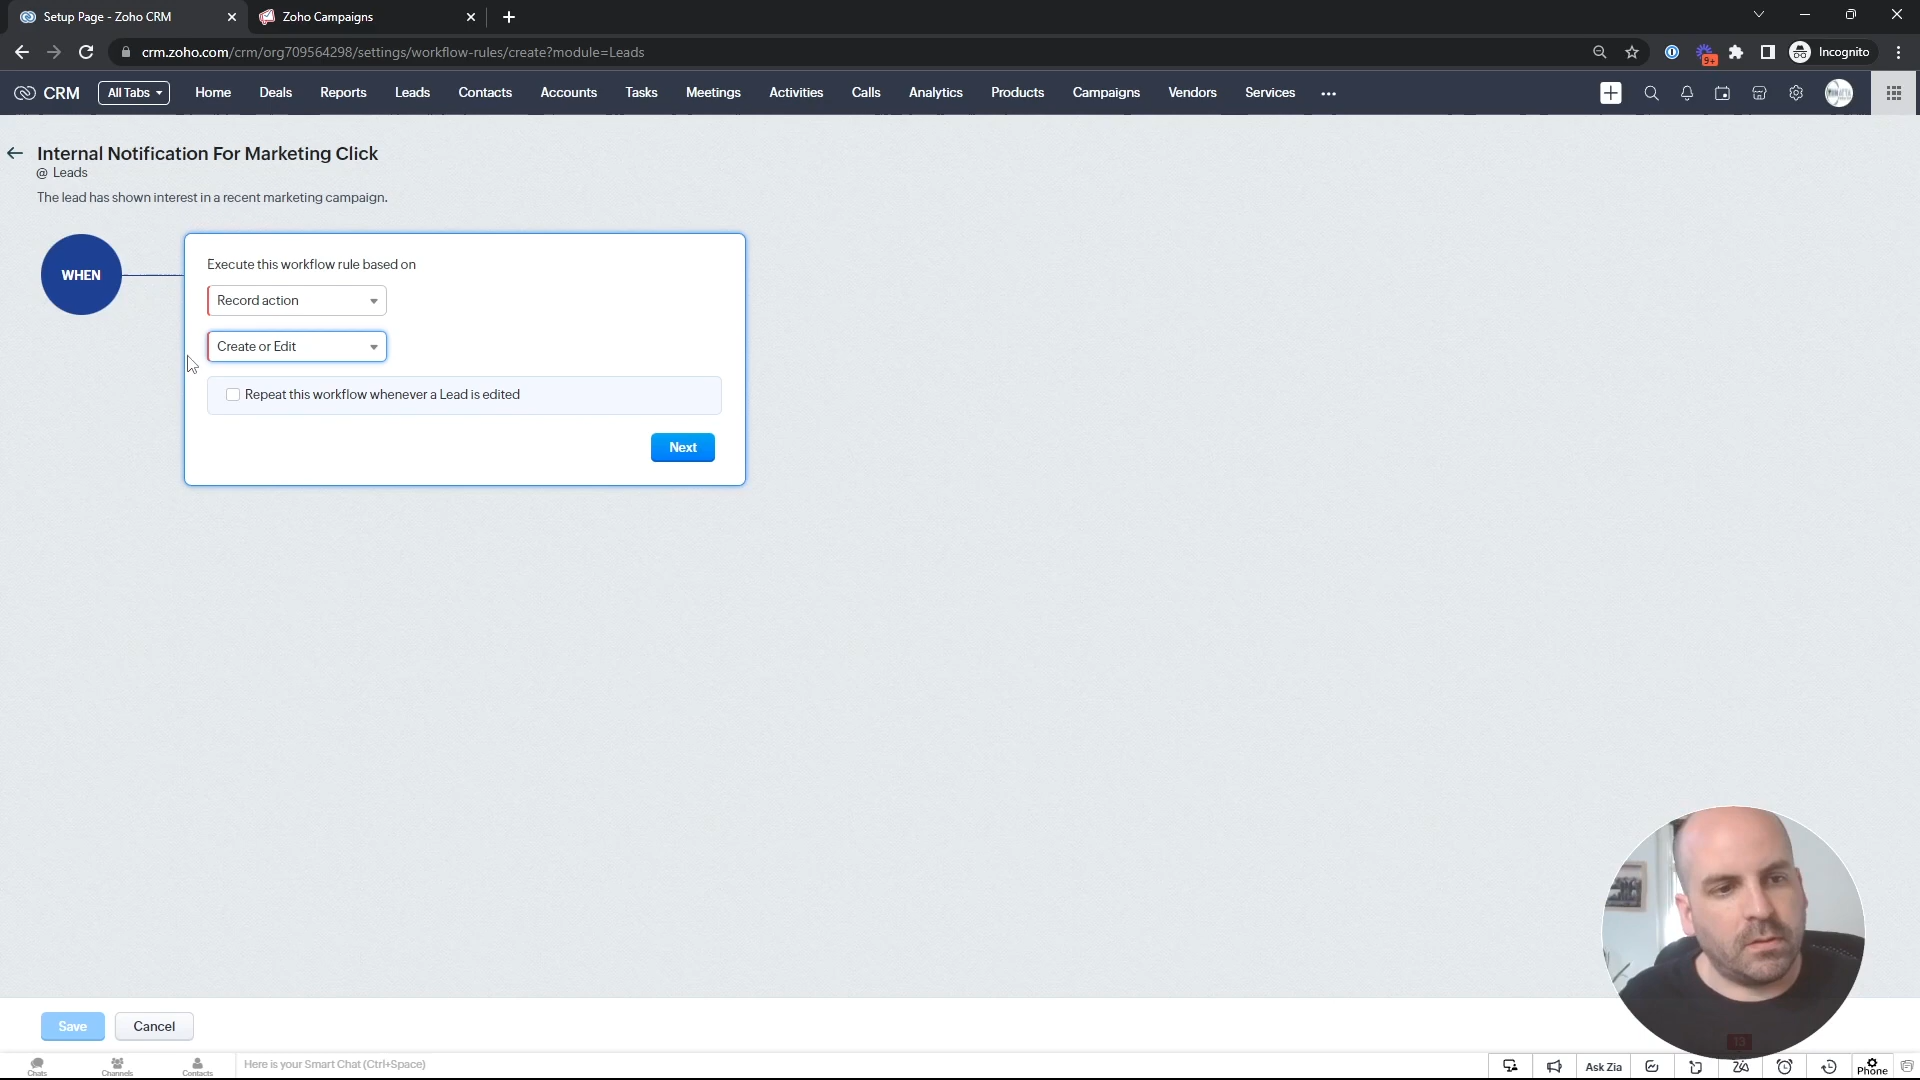 Setup Page - Zoho CRM
Zoho Campaigns
crm.zoho.com/crm/org709564298/settings/workflow-rules/create?module=Leads
9+
Incognito
CRM
All Tabs
Home
Deals
Reports
Leads
Contacts
Accounts
Tasks
Meetings
Activities
Calls
Analytics
Products
Campaigns
Vendors
Services
Internal Notification For Marketing Click
@ Leads
The lead has shown interest in a recent marketing campaign.
WHEN
Execute this workflow rule based on
Record action
Create or Edit
Repeat this workflow whenever a Lead is edited
Next
Save
Cancel
13
Chats
Channels
Contacts
Here is your Smart Chat (Ctrl+Space)
Ask Zia
Phone